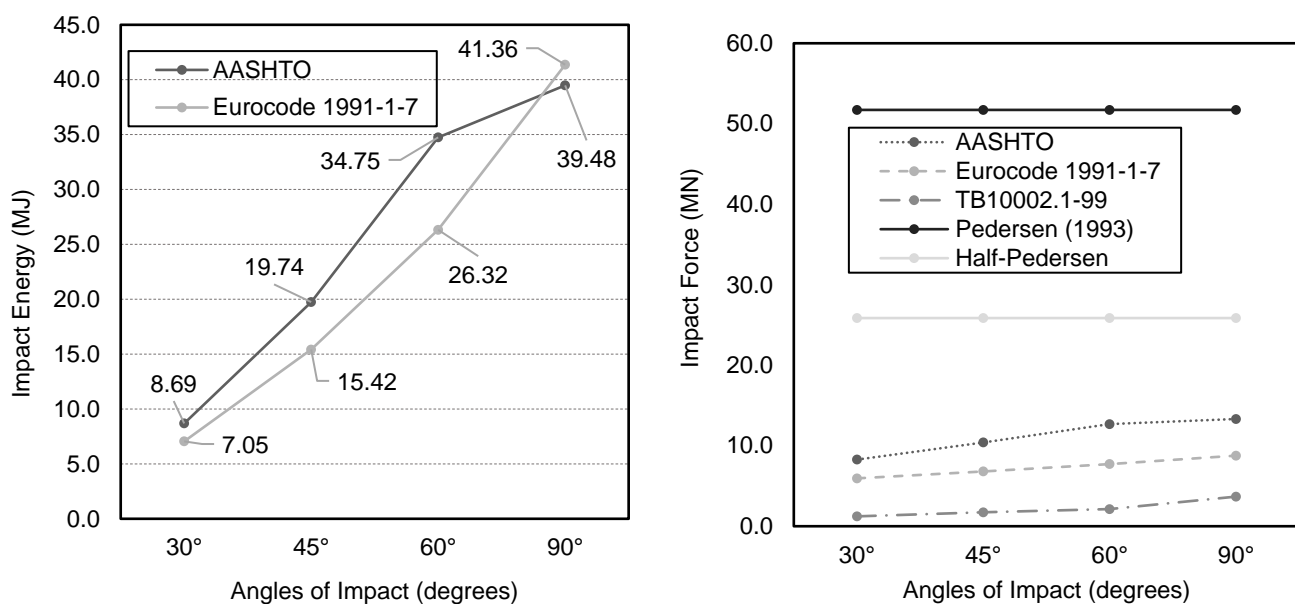 45.0
40.0
35.0
30.0
25.0
20.0
15.0
10.0
5.0
0.0
Impact Energy (MJ)
AASHTO
Eurocode 1991-1-7
41.36
34.75
39.48
19.74
26.32
15.42
8.69
7.05
30° 45° 60° 90°
Angles of Impact (degrees)
60.0
50.0
40.0
30.0
20.0
10.0
0.0
Impact Force (MN)
AASHTO
Eurocode 1991-1-7
TB10002.1-99
Pedersen (1993)
Half-Pedersen
30° 45° 60° 90°
Angles of Impact (degrees)